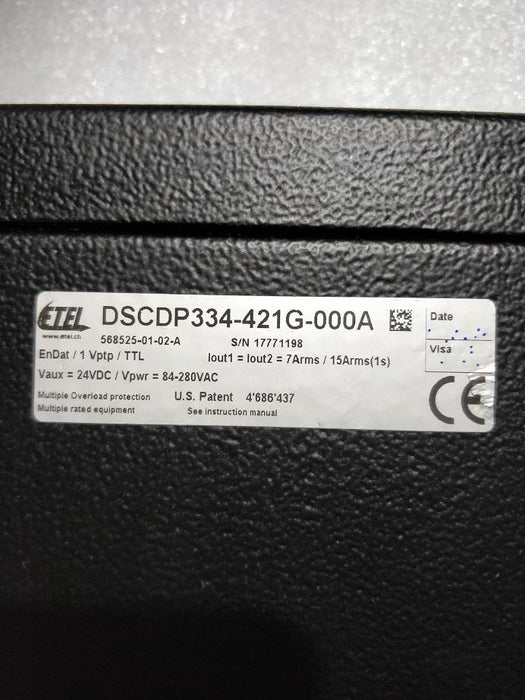 ETEL DSCDP334-421G-000A
www.etel.ch 568525-01-02-A S/N 17771198
EnDat / 1 Vptp / TTL Iout1 = Iout2 = 7Arms / 15Arms(1s)
Vaux = 24VDC / Vpwr = 84-280VAC
Multiple Overload protection U.S. Patent 4'686'437
Multiple rated equipment See instruction manual
Date
Visa
CE